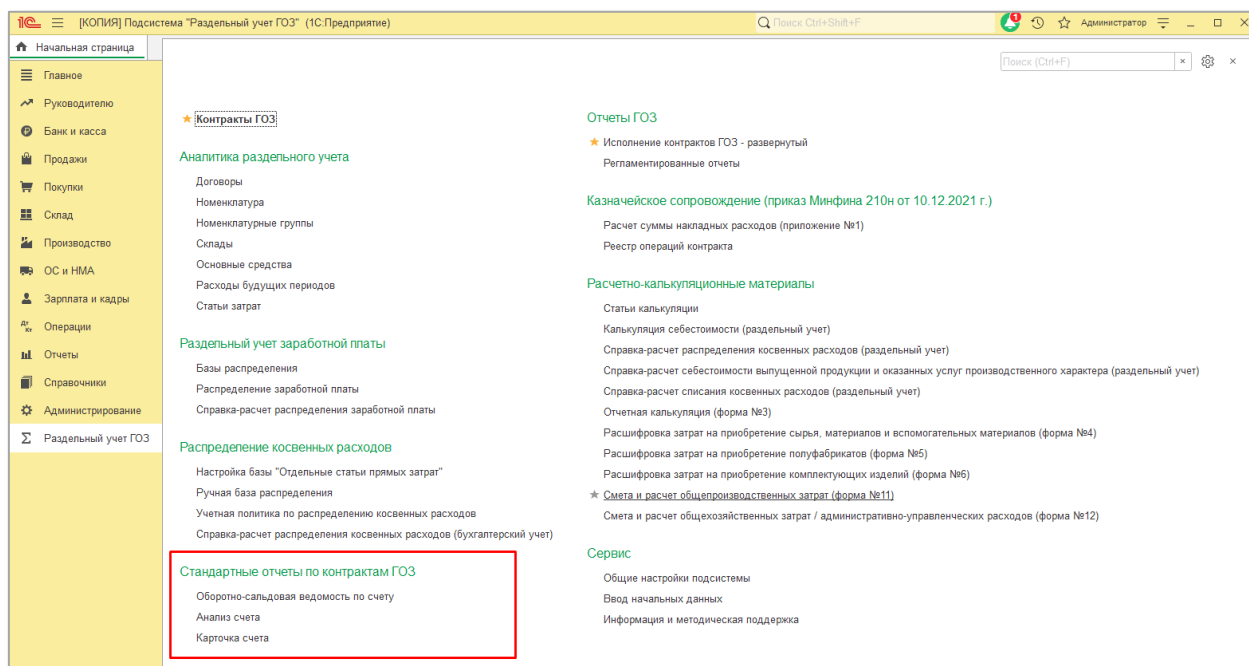 1С [КОПИЯ] Подсистема "Раздельный учет ГОЗ" (1С:Предприятие) Поиск Ctrl+Shift+F 1 Администратор
Начальная страница
Поиск (Ctrl+F)
Главное
Руководителю
Банк и касса
Продажи
Покупки
Склад
Производство
ОС и НМА
Зарплата и кадры
Дт Кт Операции
Отчеты
Справочники
Администрирование
Раздельный учет ГОЗ
Контракты ГОЗ
Аналитика раздельного учета
Договоры
Номенклатура
Номенклатурные группы
Склады
Основные средства
Расходы будущих периодов
Статьи затрат
Раздельный учет заработной платы
Базы распределения
Распределение заработной платы
Справка-расчет распределения заработной платы
Распределение косвенных расходов
Настройка базы "Отдельные статьи прямых затрат"
Ручная база распределения
Учетная политика по распределению косвенных расходов
Справка-расчет распределения косвенных расходов (бухгалтерский учет)
Стандартные отчеты по контрактам ГОЗ
Оборотно-сальдовая ведомость по счету
Анализ счета
Карточка счета
Отчеты ГОЗ
Исполнение контрактов ГОЗ - развернутый
Регламентированные отчеты
Казначейское сопровождение (приказ Минфина 210н от 10.12.2021 г.)
Расчет суммы накладных расходов (приложение №1)
Реестр операций контракта
Расчетно-калькуляционные материалы
Статьи калькуляции
Калькуляция себестоимости (раздельный учет)
Справка-расчет распределения косвенных расходов (раздельный учет)
Справка-расчет себестоимости выпущенной продукции и оказанных услуг производственного характера (раздельный учет)
Справка-расчет списания косвенных расходов (раздельный учет)
Отчетная калькуляция (форма №3)
Расшифровка затрат на приобретение сырья, материалов и вспомогательных материалов (форма №4)
Расшифровка затрат на приобретение полуфабрикатов (форма №5)
Расшифровка затрат на приобретение комплектующих изделий (форма №6)
Смета и расчет общепроизводственных затрат (форма №11)
Смета и расчет общехозяйственных затрат / административно-управленческих расходов (форма №12)
Сервис
Общие настройки подсистемы
Ввод начальных данных
Информация и методическая поддержка